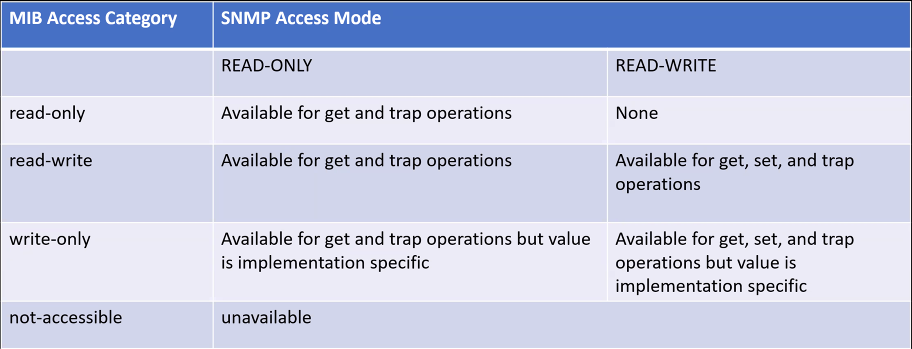 MIB Access Category SNMP Access Mode
READ-ONLY READ-WRITE
read-only Available for get and trap operations None
read-write Available for get and trap operations Available for get, set, and trap
operations
write-only Available for get and trap operations but value Available for get, set, and trap
is implementation specific operations but value is
implementation specific
not-accessible unavailable